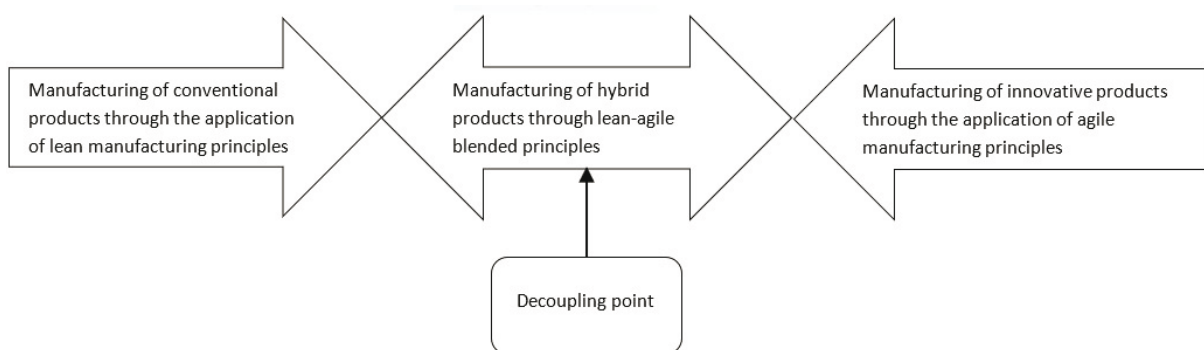 Manufacturing of conventional
products through the application
of lean manufacturing principles
Manufacturing of hybrid
products through lean-agile
blended principles
Manufacturing of innovative products
through the application of agile
manufacturing principles
Decoupling point